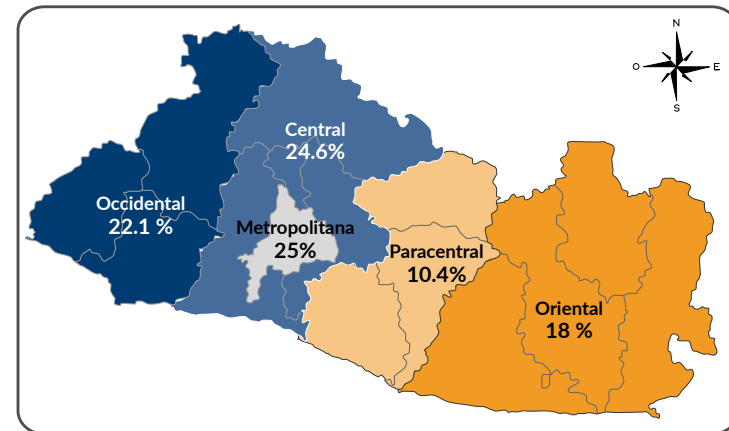 N
O
E
S
Central
24.6%
Occidental
22.1 %
Metropolitana
25%
Paracentral
10.4%
Oriental
18 %